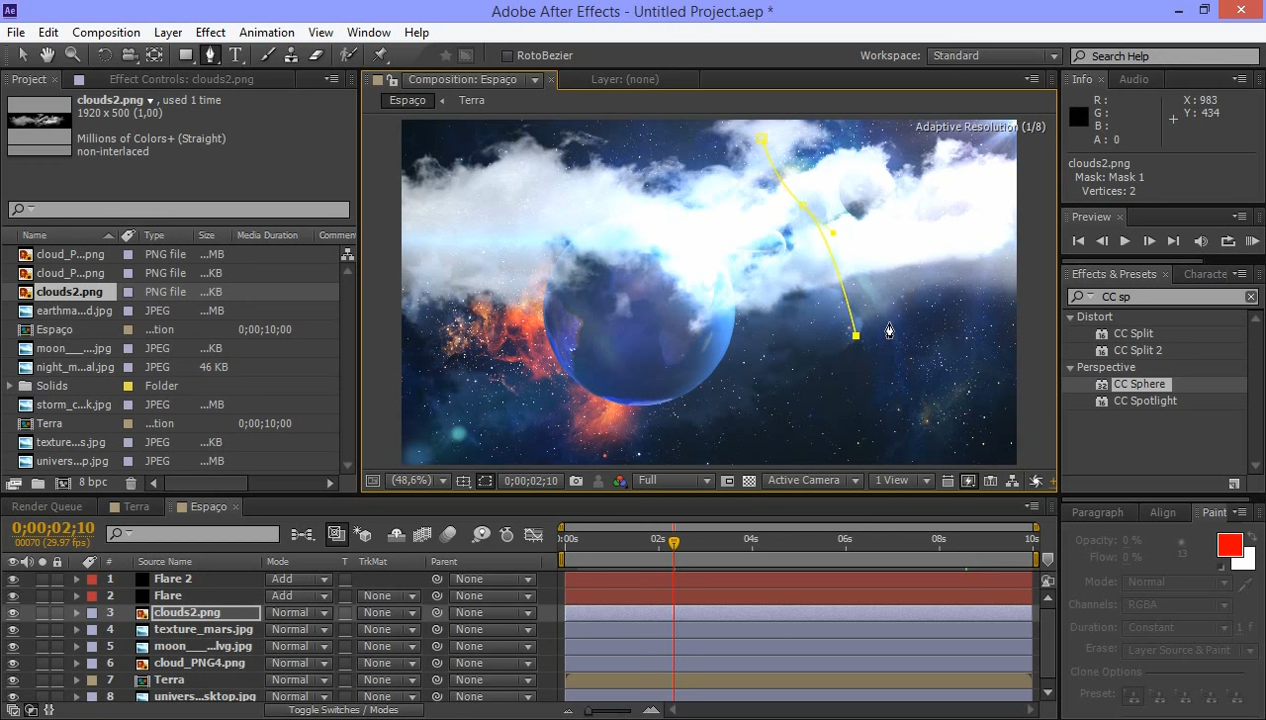 Ae
Adobe After Effects - Untitled Project.aep *
File Edit Composition Layer Effect Animation View Window Help
RotoBezier
Workspace: Standard
Search Help
Project
Effect Controls: clouds2.png
Composition: Espaço
Layer: (none)
Info
Audio
clouds2.png , used 1 time
1920 x 500 (1,00)
Millions of Colors+ (Straight)
non-interlaced
Espaço
Terra
Adaptive Resolution (1/8)
R :
G :
B :
A : 0
X : 983
Y : 434
clouds2.png
Mask: Mask 1
Vertices: 2
Preview
Name Type Size Media Duration Commen
cloud_P...png PNG file ...MB
cloud_P...png PNG file ...KB
clouds2.png PNG file ...KB
earthma...d.jpg JPEG ...MB
Espaço ...tion 0;00;10;00
moon___....jpg JPEG ...KB
night_m...al.jpg JPEG 46 KB
Solids Folder
storm_c...k.jpg JPEG ...MB
Terra ...tion 0;00;10;00
texture...s.jpg JPEG ...KB
univers...p.jpg JPEG ...MB
8 bpc
Effects & Presets
Characte
CC sp
Distort
CC Split
CC Split 2
Perspective
CC Sphere
CC Spotlight
(48,6%)
0;00;02;10
Full
Active Camera
1 View
Render Queue
Terra
Espaço
0;00;02;10
00070 (29.97 fps)
:00s 02s 04s 06s 08s 10s
# Source Name Mode T TrkMat Parent
1 Flare 2 Add None
2 Flare Add None None
3 clouds2.png Normal None None
4 texture_mars.jpg Normal None None
5 moon___...lvg.jpg Normal None None
6 cloud_PNG4.png Normal None None
7 Terra Normal None None
8 univers...sktop.jpg Normal None None
Toggle Switches / Modes
Paragraph
Align
Paint
Opacity: 0 %
Flow: 0 %
13
Mode: Normal
Channels: RGBA
Duration: Constant 1 f
Erase: Layer Source & Paint
Clone Options
Preset: